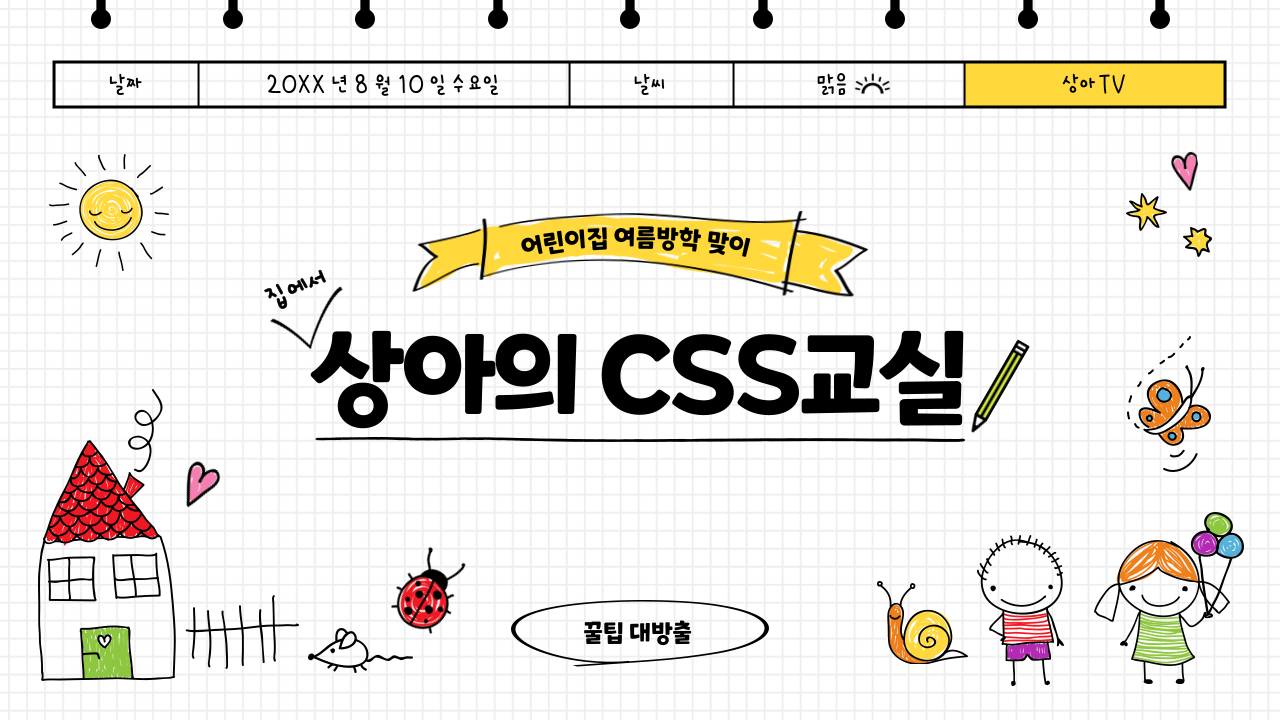 날짜 20XX 년 8 월 10 일 수요일 날씨 맑음 상아 TV
어린이집 여름방학 맞이
집에서
상아의 CSS교실
꿀팁 대방출